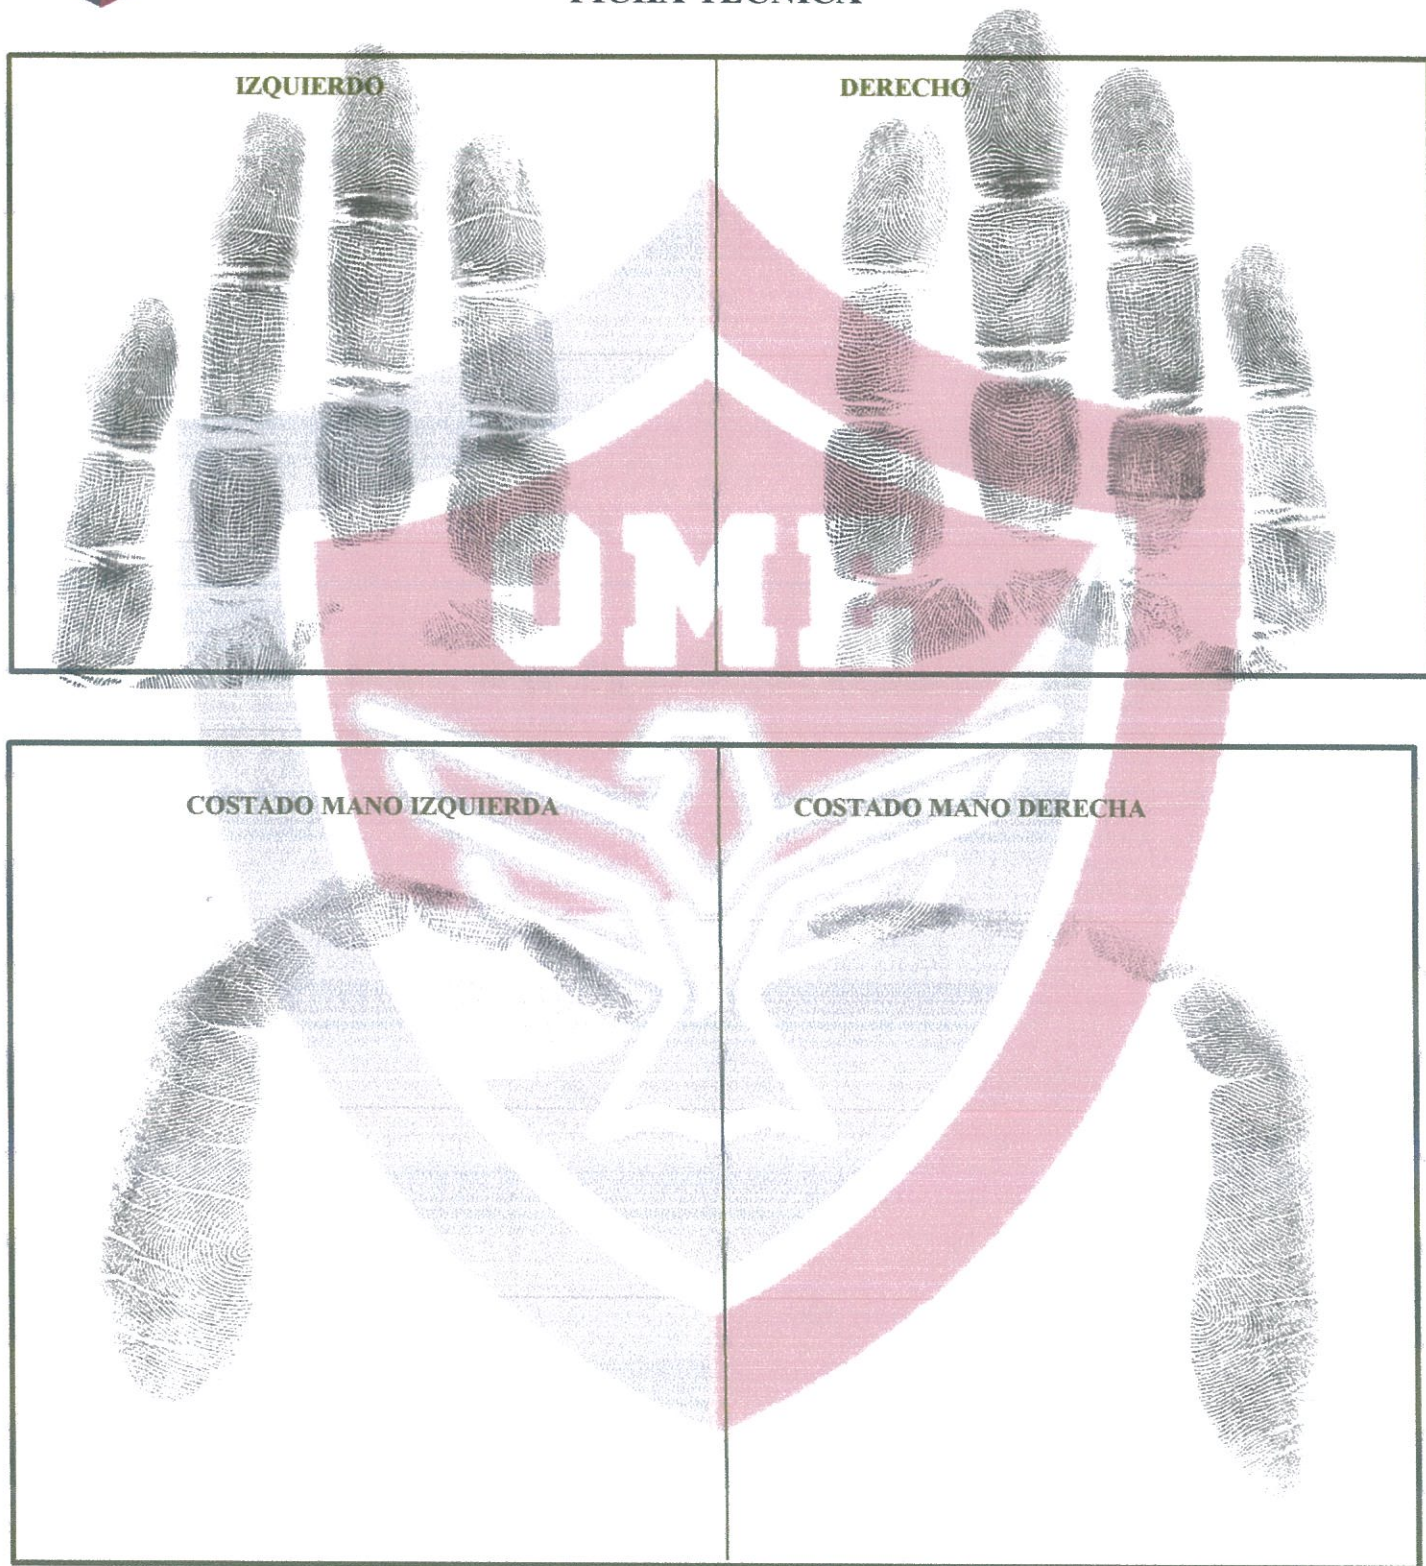 FICHA TÉCNICA
IZQUIERDO
DERECHO
COSTADO MANO IZQUIERDA
COSTADO MANO DERECHA